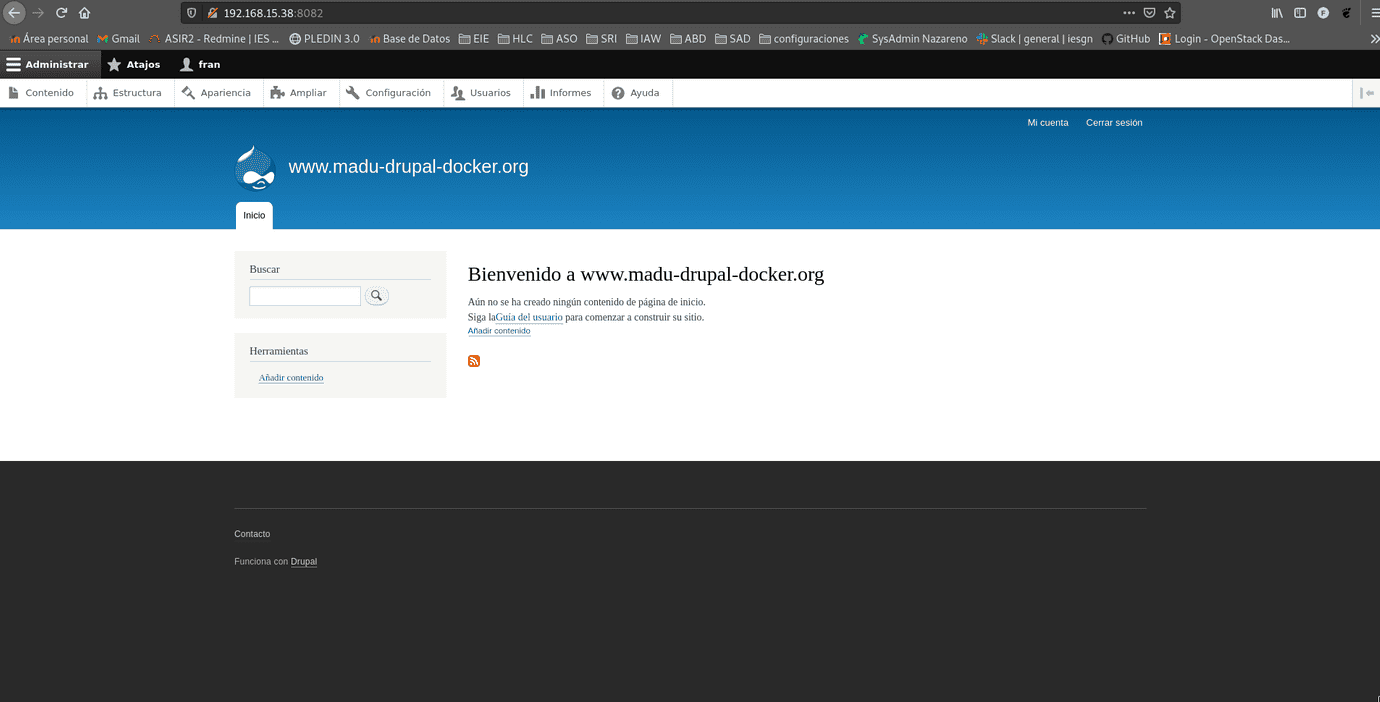 192.168.15.38:8082
Área personal Gmail ASIR2 - Redmine | IES ... PLEDIN 3.0 Base de Datos EIE HLC ASO SRI IAW ABD SAD configuraciones SysAdmin Nazareno Slack | general | iesgn GitHub Login - OpenStack Das...
Administrar Atajos fran
Contenido Estructura Apariencia Ampliar Configuración Usuarios Informes Ayuda
Mi cuenta Cerrar sesión
www.madu-drupal-docker.org
Inicio
Buscar
Herramientas
Añadir contenido
Bienvenido a www.madu-drupal-docker.org
Aún no se ha creado ningún contenido de página de inicio.
Siga laGuía del usuario para comenzar a construir su sitio.
Añadir contenido
Contacto
Funciona con Drupal